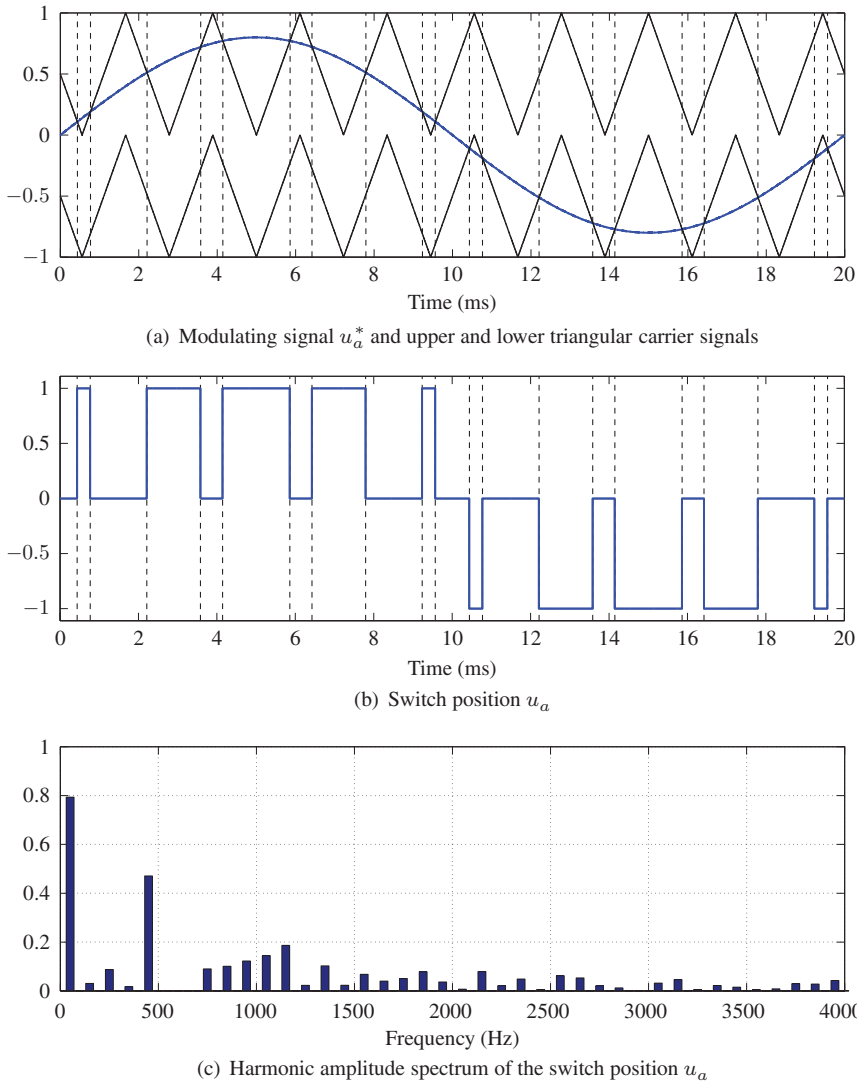 1
0.5
0
−0.5
−1
0 2 4 6 8 10 12 14 16 18 20
Time (ms)
(a) Modulating signal u_a^* and upper and lower triangular carrier signals
1
0.5
0
−0.5
−1
0 2 4 6 8 10 12 14 16 18 20
Time (ms)
(b) Switch position u_a
1
0.8
0.6
0.4
0.2
0
0 500 1000 1500 2000 2500 3000 3500 4000
Frequency (Hz)
(c) Harmonic amplitude spectrum of the switch position u_a